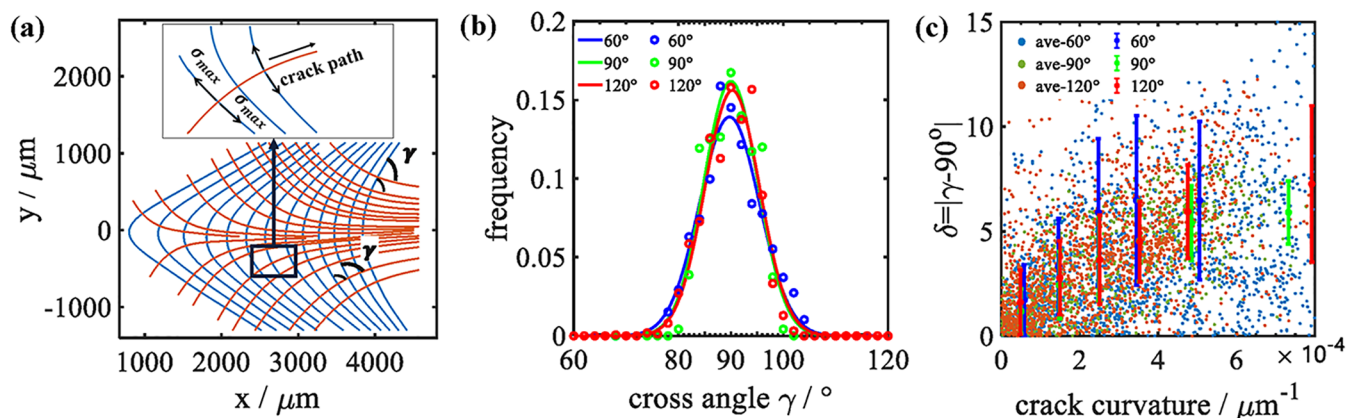 (a)
2000
1000
0
-1000
y / μm
1000 2000 3000 4000
x / μm
σmax
σmax
crack path
γ
γ
(b)
0.2
0.15
0.1
0.05
0
frequency
60° 60°
90° 90°
120° 120°
60 80 90 100 120
cross angle γ / °
(c)
15
10
5
0
δ=|γ-90°|
ave-60° 60°
ave-90° 90°
ave-120° 120°
0 2 4 6
× 10⁻⁴
crack curvature / μm⁻¹